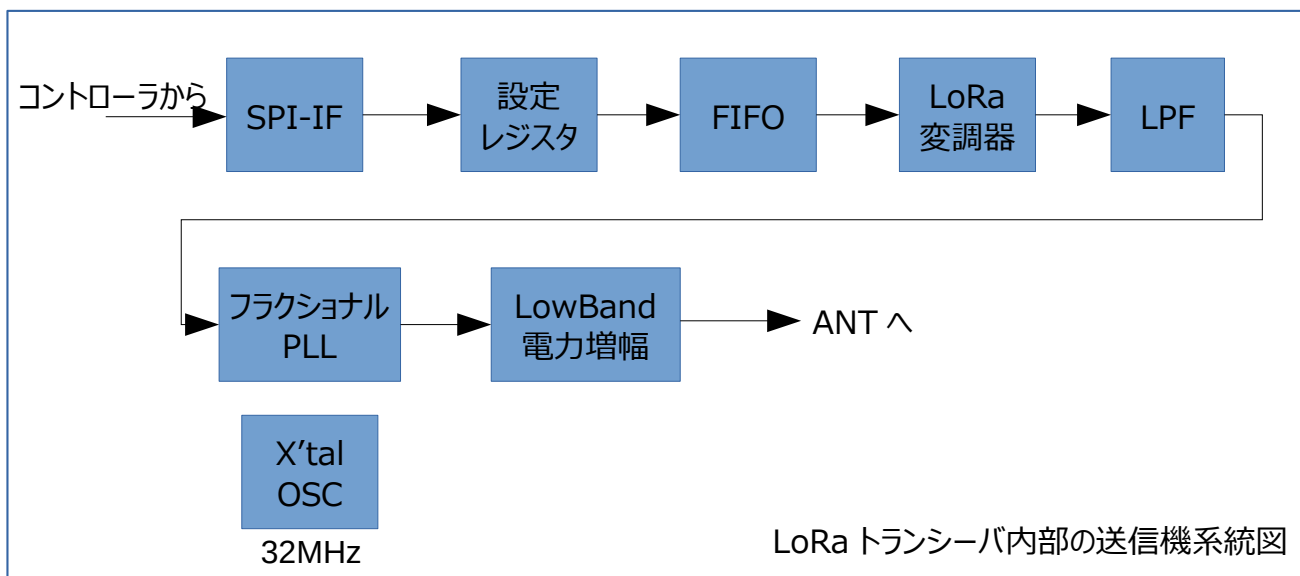 コントローラから
SPI-IF
設定
レジスタ
FIFO
LoRa
変調器
LPF
フラクショナル
PLL
LowBand
電力増幅
ANT へ
X’tal
OSC
32MHz
LoRa トランシーバ内部の送信機系統図